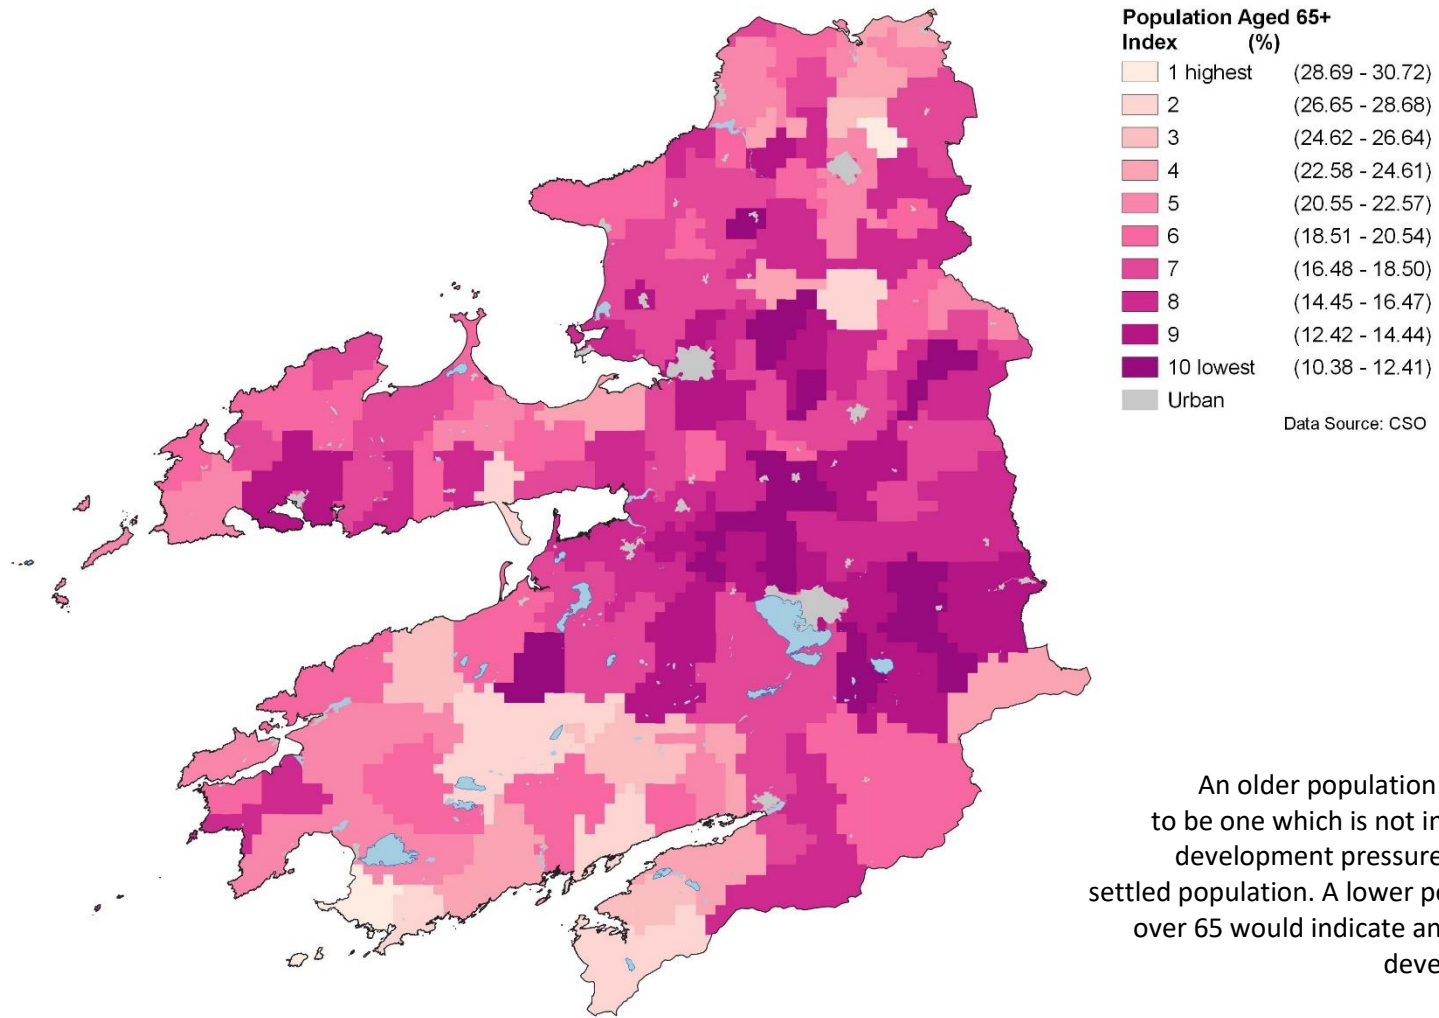 Population Aged 65+
Index (%)
1 highest (28.69 - 30.72)
2 (26.65 - 28.68)
3 (24.62 - 26.64)
4 (22.58 - 24.61)
5 (20.55 - 22.57)
6 (18.51 - 20.54)
7 (16.48 - 18.50)
8 (14.45 - 16.47)
9 (12.42 - 14.44)
10 lowest (10.38 - 12.41)
Urban
Data Source: CSO
An older population
to be one which is not in
development pressure
settled population. A lower pe
over 65 would indicate an
deve